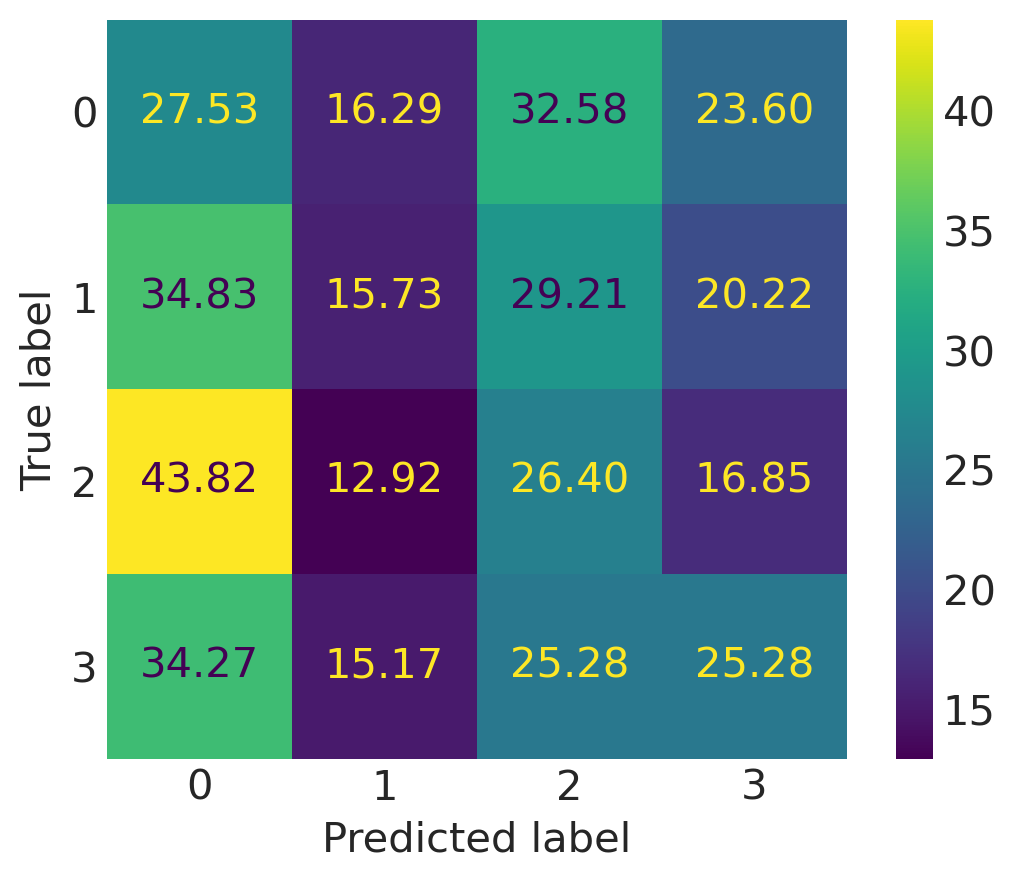 0 27.53 16.29 32.58 23.60
1 34.83 15.73 29.21 20.22
2 43.82 12.92 26.40 16.85
3 34.27 15.17 25.28 25.28
0 1 2 3
Predicted label
True label
40
35
30
25
20
15